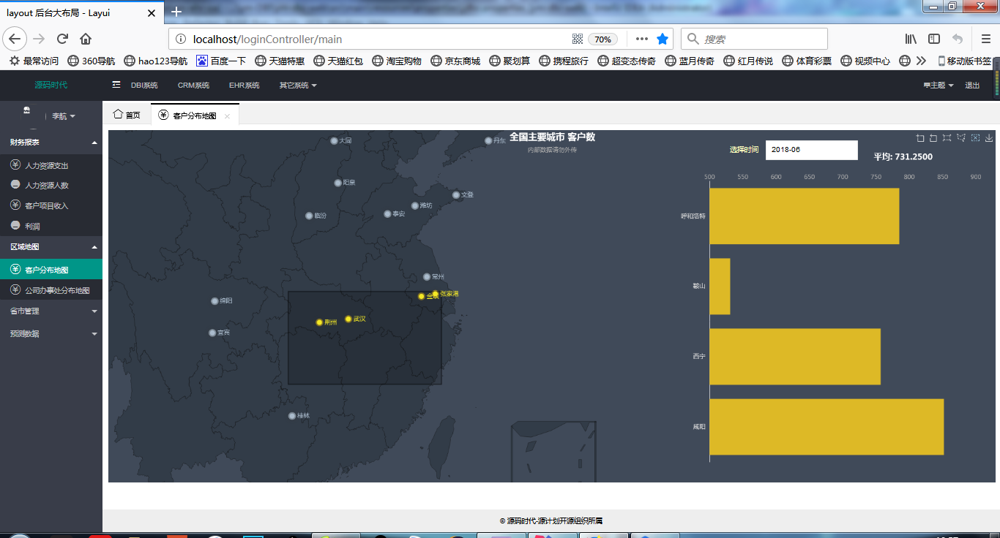 layout 后台大布局 - Layui
localhost/loginController/main
70%
搜索
最常访问
360导航
hao123导航
百度一下
天猫特惠
天猫红包
淘宝购物
京东商城
聚划算
携程旅行
超变态传奇
蓝月传奇
红月传说
体育彩票
视频中心
移动版书签
源码时代
DBI系统
CRM系统
EHR系统
其它系统
主题
退出
李航
首页
客户分布地图
财务报表
人力资源支出
人力资源人数
客户项目收入
利润
区域地图
客户分布地图
公司办事处分布地图
省市管理
预测数据
全国主要城市 客户数
内部数据请勿外传
选择时间
2018-06
平均: 731.2500
500
550
600
650
700
750
800
850
900
呼和浩特
鞍山
西宁
咸阳
大同
丹东
阳泉
文登
潍坊
泰安
临汾
常州
张家港
绵阳
荆州
武汉
宜宾
桂林
© 源码时代-源计划开源组织所属